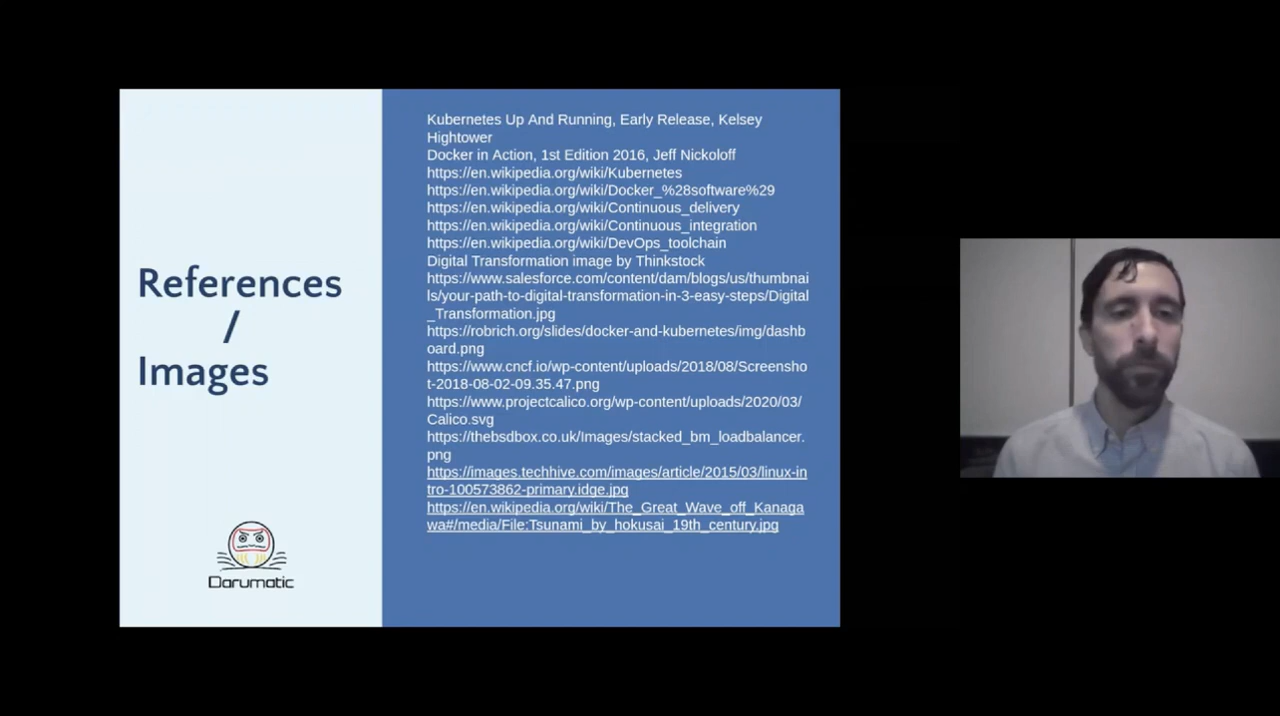 References
/
Images
Darumatic
Kubernetes Up And Running, Early Release, Kelsey
Hightower
Docker in Action, 1st Edition 2016, Jeff Nickoloff
https://en.wikipedia.org/wiki/Kubernetes
https://en.wikipedia.org/wiki/Docker_%28software%29
https://en.wikipedia.org/wiki/Continuous_delivery
https://en.wikipedia.org/wiki/Continuous_integration
https://en.wikipedia.org/wiki/DevOps_toolchain
Digital Transformation image by Thinkstock
https://www.salesforce.com/content/dam/blogs/us/thumbnai
ls/your-path-to-digital-transformation-in-3-easy-steps/Digital
_Transformation.jpg
https://robrich.org/slides/docker-and-kubernetes/img/dashb
oard.png
https://www.cncf.io/wp-content/uploads/2018/08/Screensho
t-2018-08-02-09.35.47.png
https://www.projectcalico.org/wp-content/uploads/2020/03/
Calico.svg
https://thebsdbox.co.uk/Images/stacked_bm_loadbalancer.
png
https://images.techhive.com/images/article/2015/03/linux-in
tro-100573862-primary.idge.jpg
https://en.wikipedia.org/wiki/The_Great_Wave_off_Kanaga
wa#/media/File:Tsunami_by_hokusai_19th_century.jpg